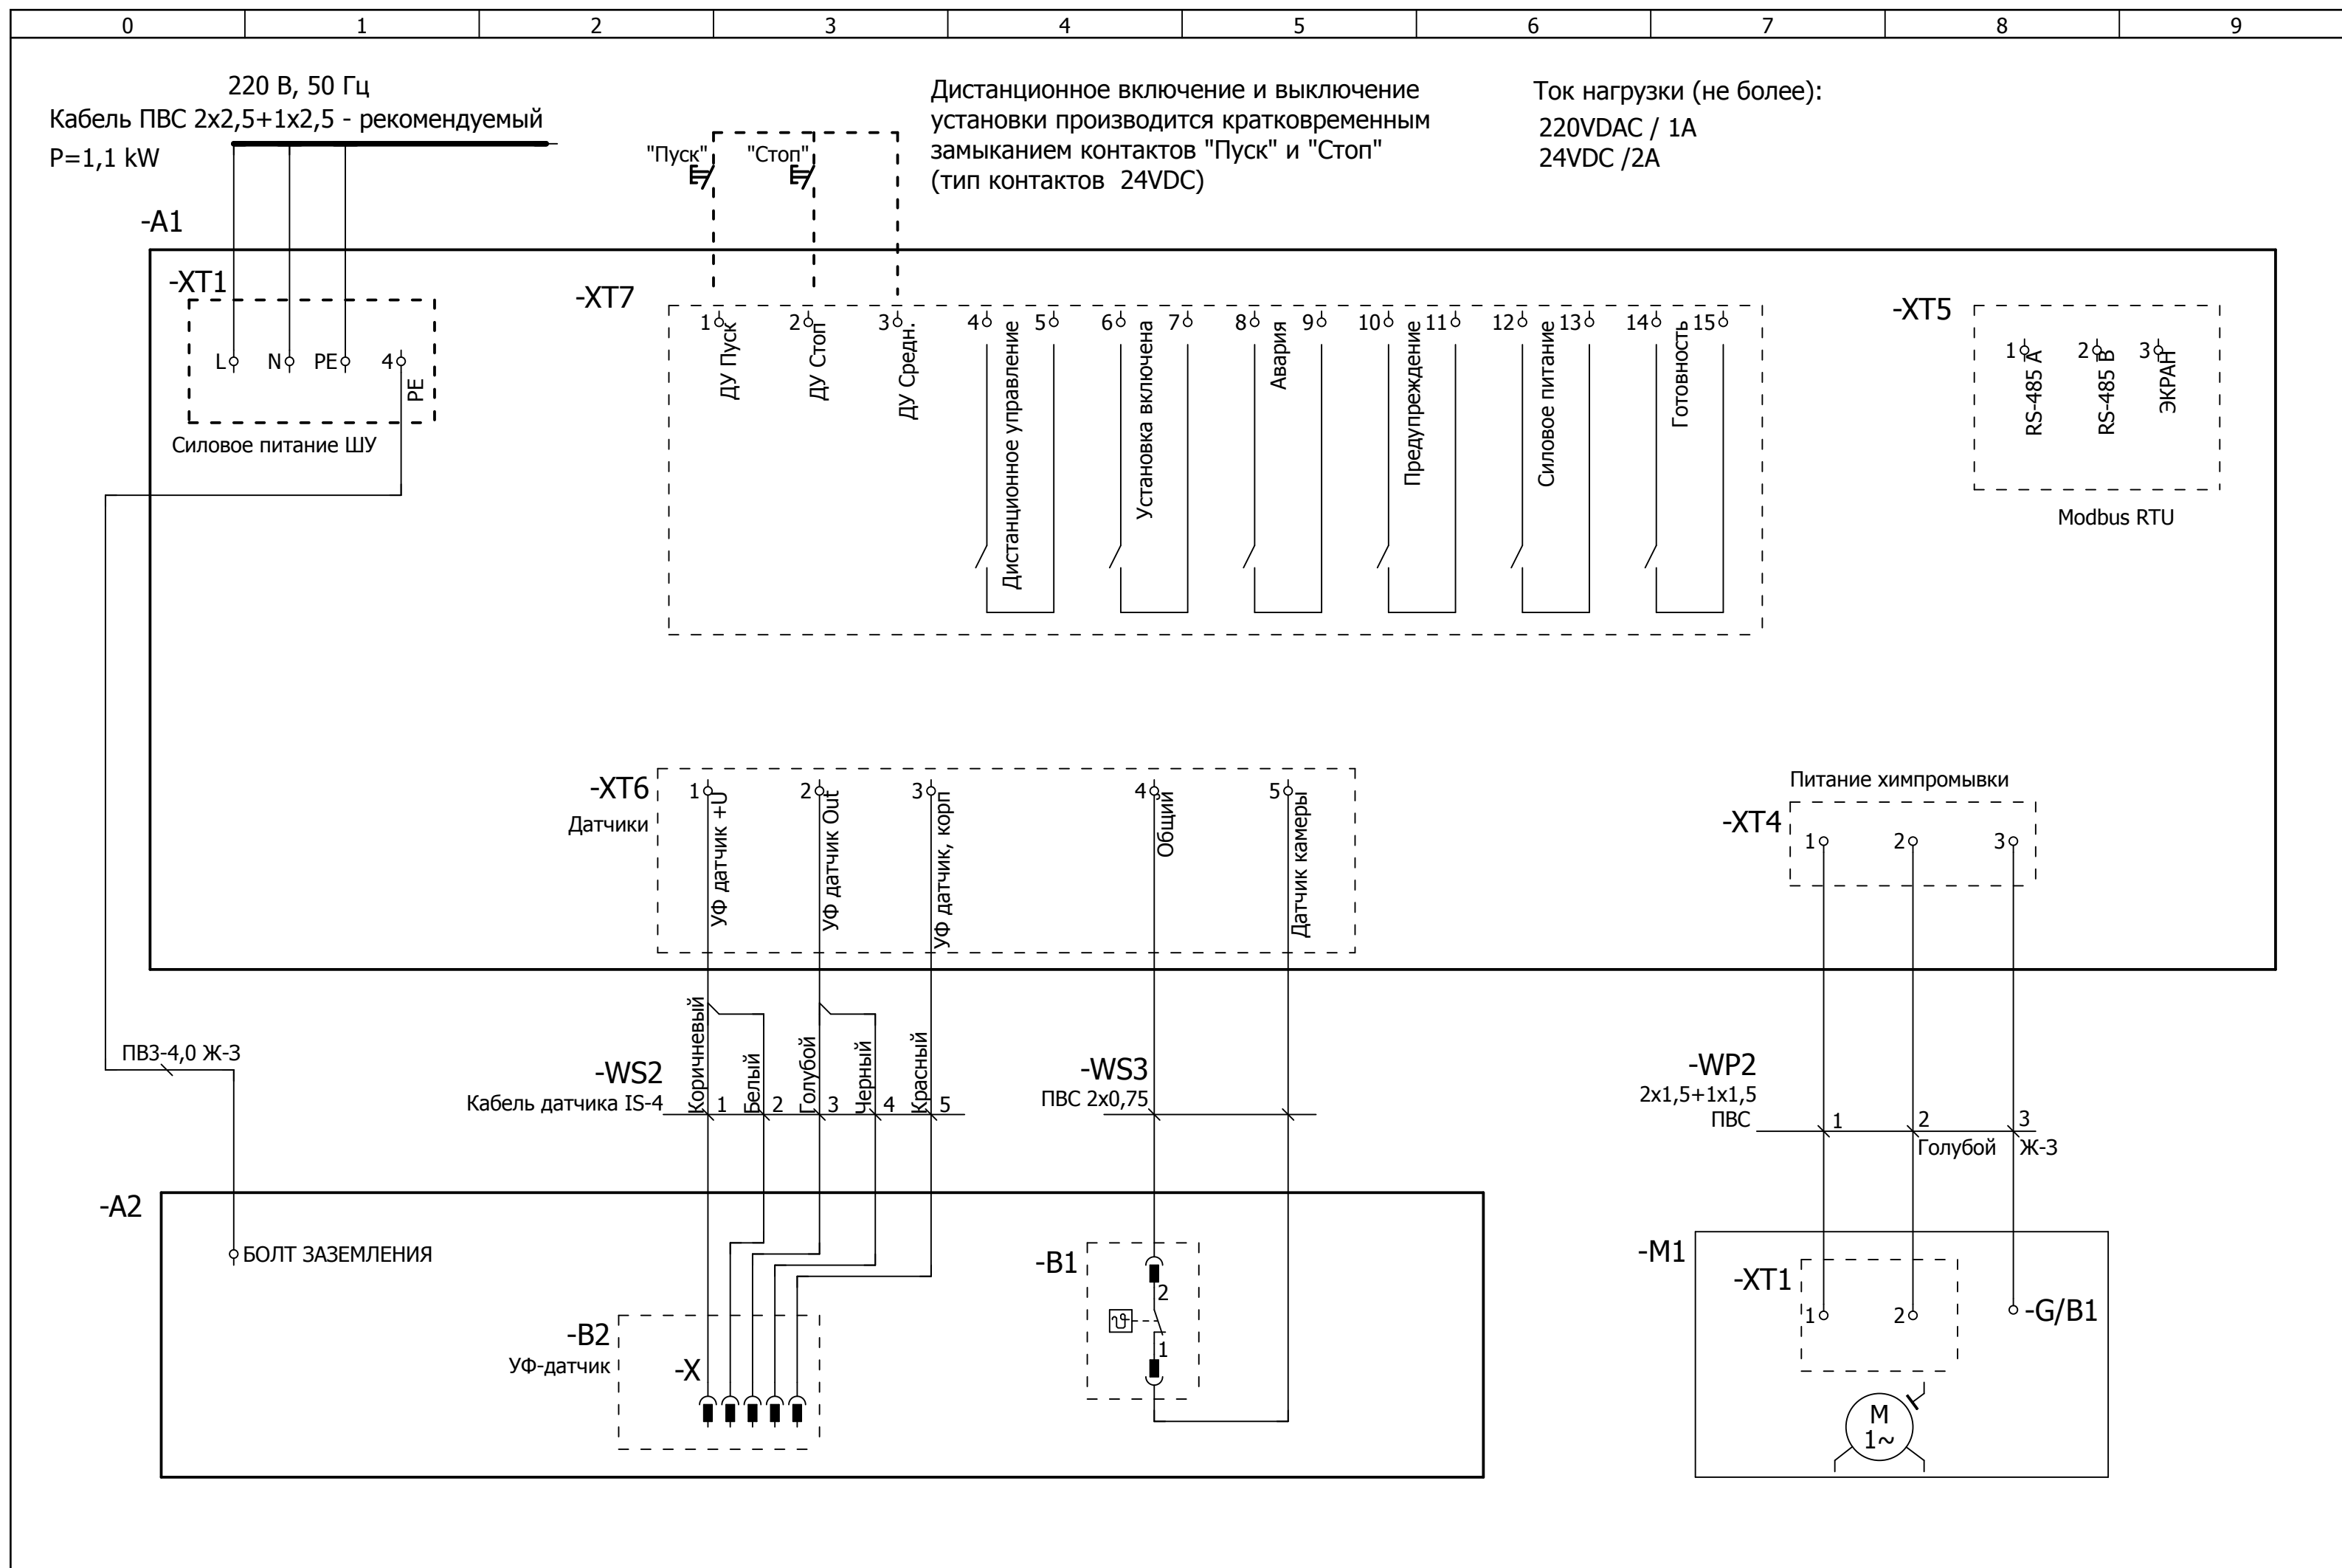 0 1 2 3 4 5 6 7 8 9
220 В, 50 Гц
Кабель ПВС 2x2,5+1x2,5 - рекомендуемый
P=1,1 kW
"Пуск" "Стоп"
Дистанционное включение и выключение
установки производится кратковременным
замыканием контактов "Пуск" и "Стоп"
(тип контактов 24VDC)
Ток нагрузки (не более):
220VDAC / 1A
24VDC /2A
-A1
-XT1
L N PE 4
PE
Силовое питание ШУ
-XT7
1 2 3 4 5 6 7 8 9 10 11 12 13 14 15
ДУ Пуск
ДУ Стоп
ДУ Средн.
Дистанционное управление
Установка включена
Авария
Предупреждение
Силовое питание
Готовность
-XT5
1 2 3
RS-485 A
RS-485 B
ЭКРАН
Modbus RTU
-XT6
Датчики
1 2 3 4 5
УФ датчик +U
УФ датчик Out
УФ датчик, корп
Общий
Датчик камеры
Питание химпромывки
-XT4
1 2 3
ПВ3-4,0 Ж-З
-WS2
Кабель датчика IS-4
Коричневый
Белый
Голубой
Черный
Красный
1 2 3 4 5
-WS3
ПВС 2x0,75
-WP2
2x1,5+1x1,5
ПВС
1 2 3
Голубой Ж-З
-A2
БОЛТ ЗАЗЕМЛЕНИЯ
-B2
УФ-датчик
-X
-B1
2
1
-M1
-XT1
1 2
-G/B1
M
1~